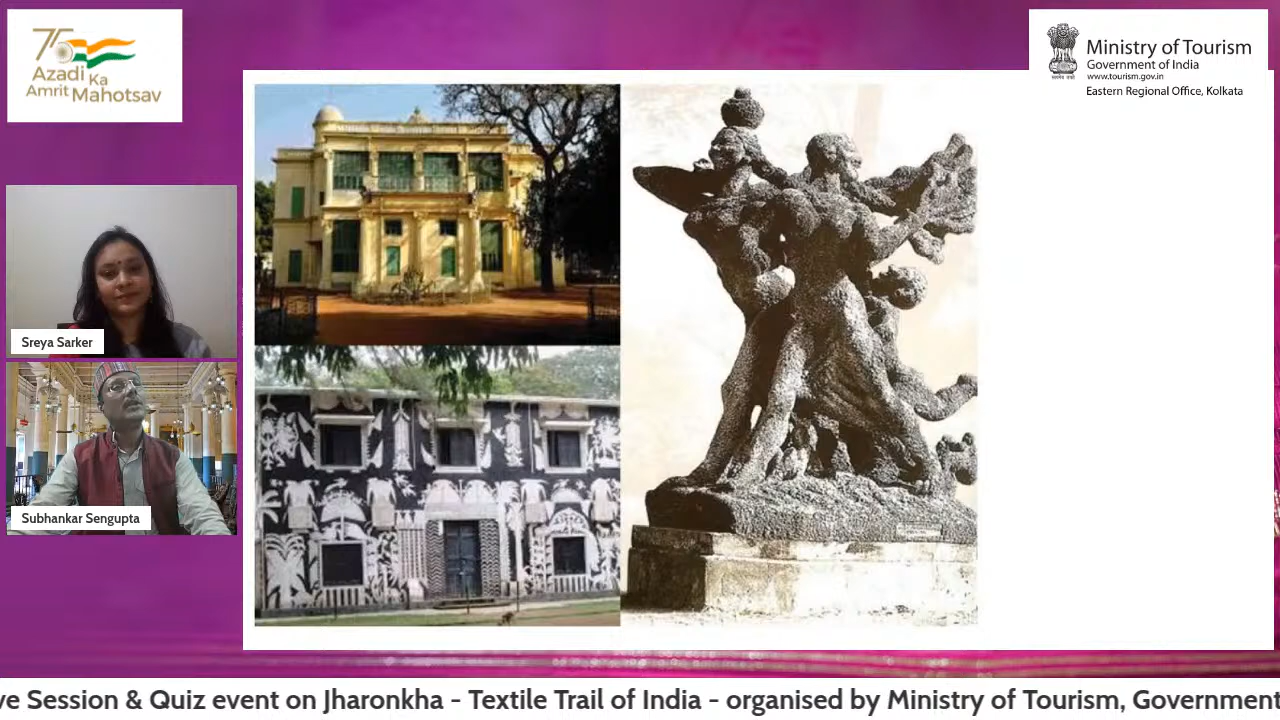 75
Azadi Ka
Amrit Mahotsav
Ministry of Tourism
Government of India
www.tourism.gov.in
Eastern Regional Office, Kolkata
Sreya Sarker
Subhankar Sengupta
ve Session & Quiz event on Jharonkha - Textile Trail of India - organised by Ministry of Tourism, Government